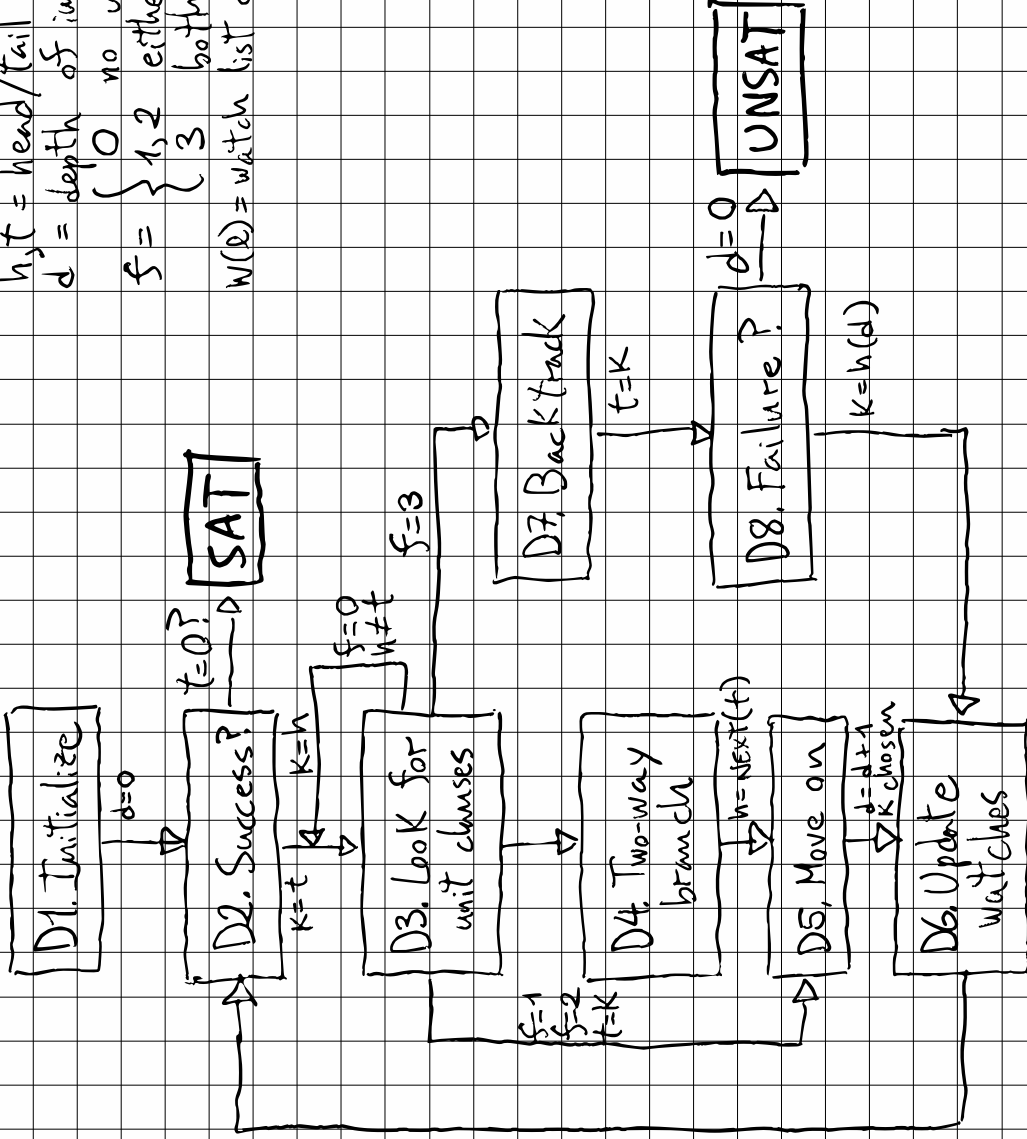 h,t = head/tail
d = depth of
0 no
f = { 1,2 eithe
3 both
W(l) = watch list
D1. Initialize
d=0
D2. Success?
t=0?
SAT
k=t
k=h
f=0
h≠t
D3. Look for
unit clauses
f=3
f=1
f=2
t=k
D4. Two-way
branch
h=NEXT(t)
D5. Move on
d=d+1
k chosen
D6. Update
watches
D7. Backtrack
t=k
D8. Failure?
d=0
UNSAT
k=h(d)